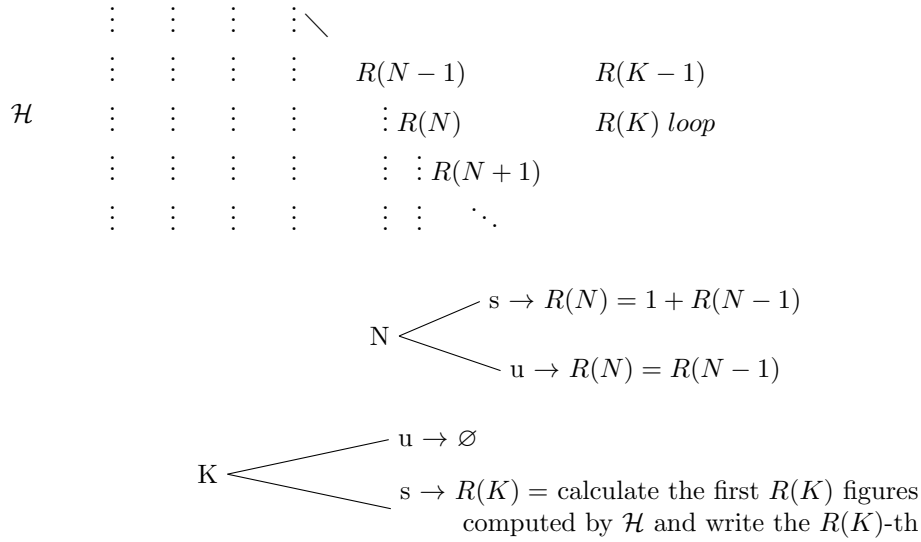 R(N − 1) R(K − 1)
ℋ R(N) R(K) loop
R(N + 1)
s → R(N) = 1 + R(N − 1)
N
u → R(N) = R(N − 1)
u → ∅
K
s → R(K) = calculate the first R(K) figures
computed by ℋ and write the R(K)-th